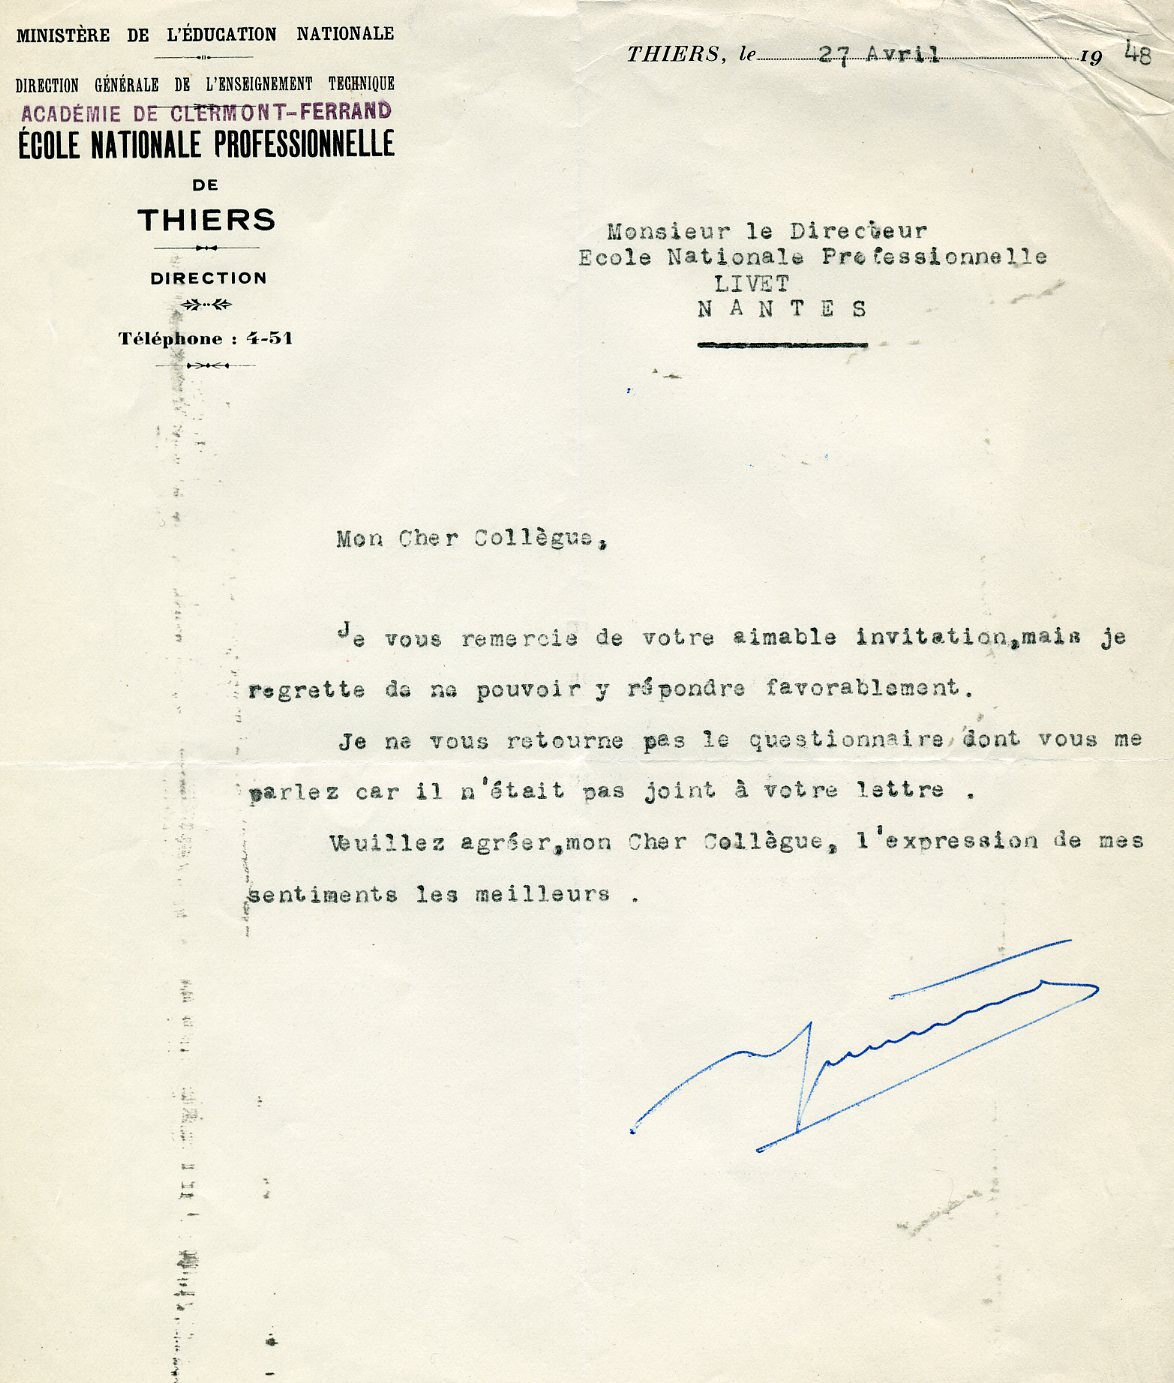 MINISTÈRE DE L'ÉDUCATION NATIONALE
DIRECTION GÉNÉRALE DE L'ENSEIGNEMENT TECHNIQUE
ACADÉMIE DE CLERMONT-FERRAND
ÉCOLE NATIONALE PROFESSIONNELLE
DE
THIERS
DIRECTION
Téléphone : 4-51
THIERS, le 27 Avril 19 48
Monsieur le Directeur
Ecole Nationale Professionnelle
LIVET
N A N T E S
Mon Cher Collègue,
Je vous remercie de votre aimable invitation,mais je
regrette de ne pouvoir y répondre favorablement.
Je ne vous retourne pas le questionnaire, dont vous me
parlez car il n'était pas joint à votre lettre .
Veuillez agréer,mon Cher Collègue, l'expression de mes
sentiments les meilleurs .